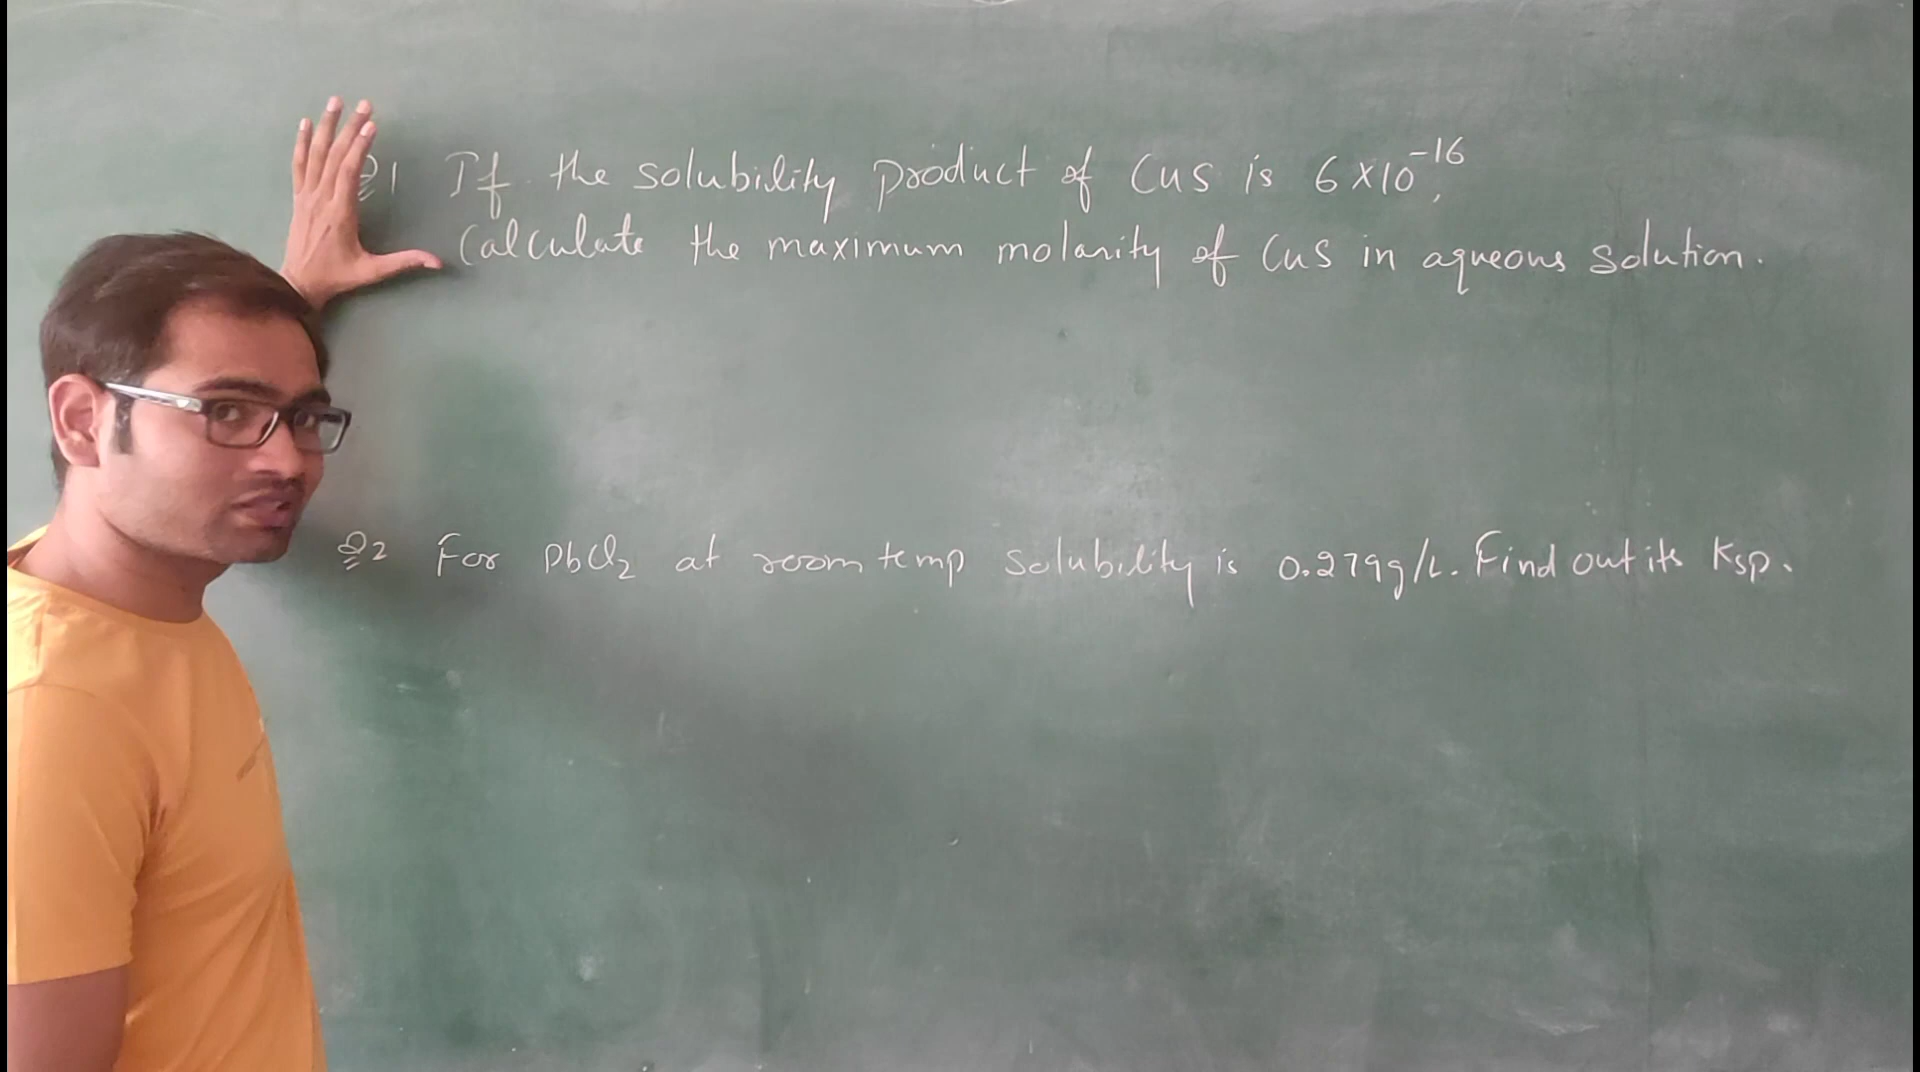 Q1 If the solubility product of CuS is 6×10⁻¹⁶,
Calculate the maximum molarity of CuS in aqueous solution.
Q2 For PbCl₂ at room temp solubility is 0.279g/L. Find out its Ksp.